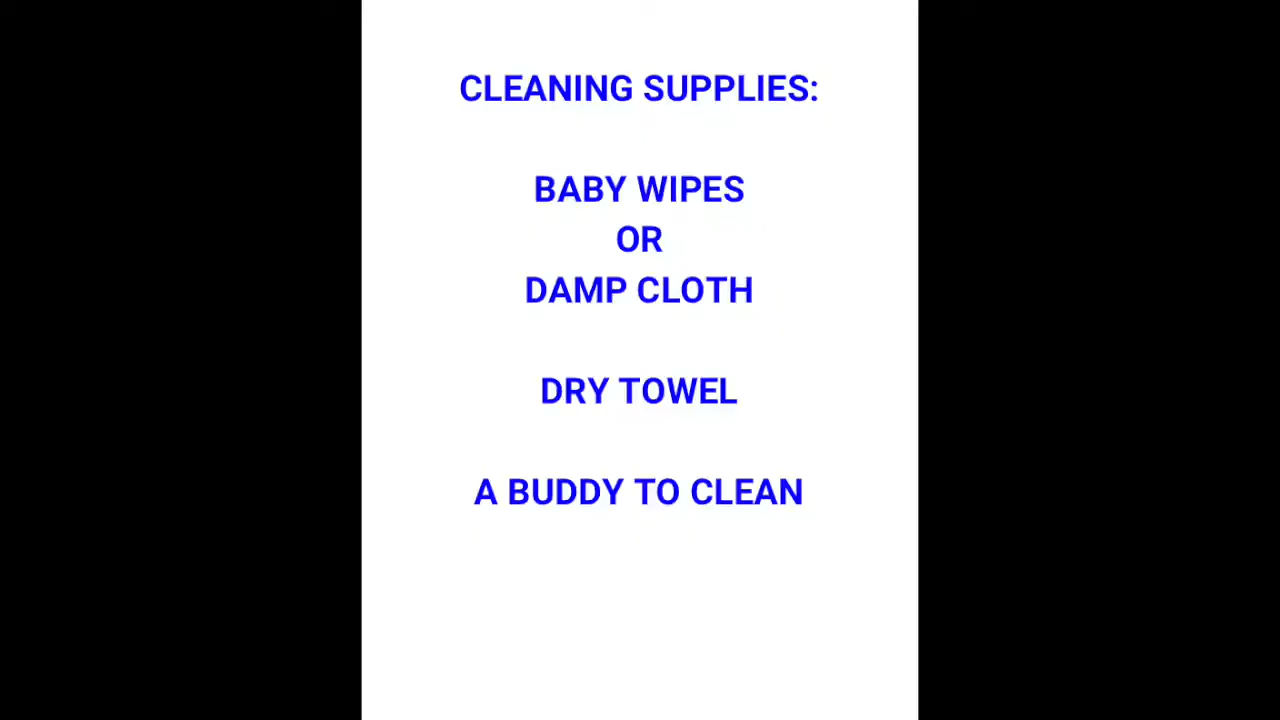 CLEANING SUPPLIES:
BABY WIPES
OR
DAMP CLOTH
DRY TOWEL
A BUDDY TO CLEAN